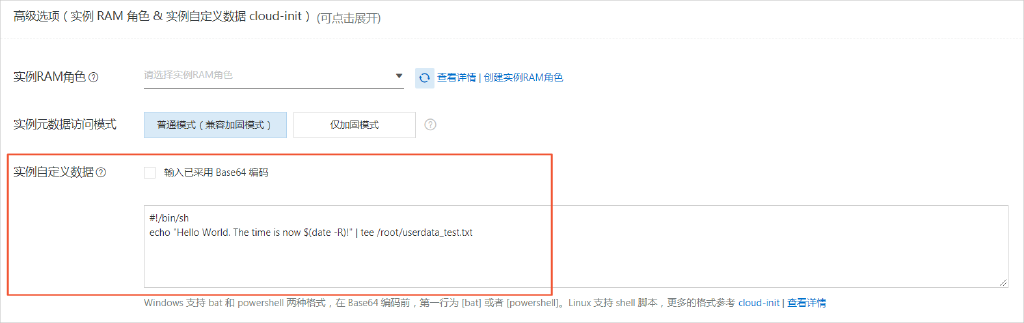 高级选项（实例 RAM 角色 & 实例自定义数据 cloud-init）（可点击展开）
实例RAM角色 ? 请选择实例RAM角色 查看详情 | 创建实例RAM角色
实例元数据访问模式 普通模式（兼容加固模式） 仅加固模式 ?
实例自定义数据 ? 输入已采用 Base64 编码
#!/bin/sh
echo "Hello World. The time is now $(date -R)!" | tee /root/userdata_test.txt
Windows 支持 bat 和 powershell 两种格式，在 Base64 编码前，第一行为 [bat] 或者 [powershell]。Linux 支持 shell 脚本，更多的格式参考 cloud-init | 查看详情